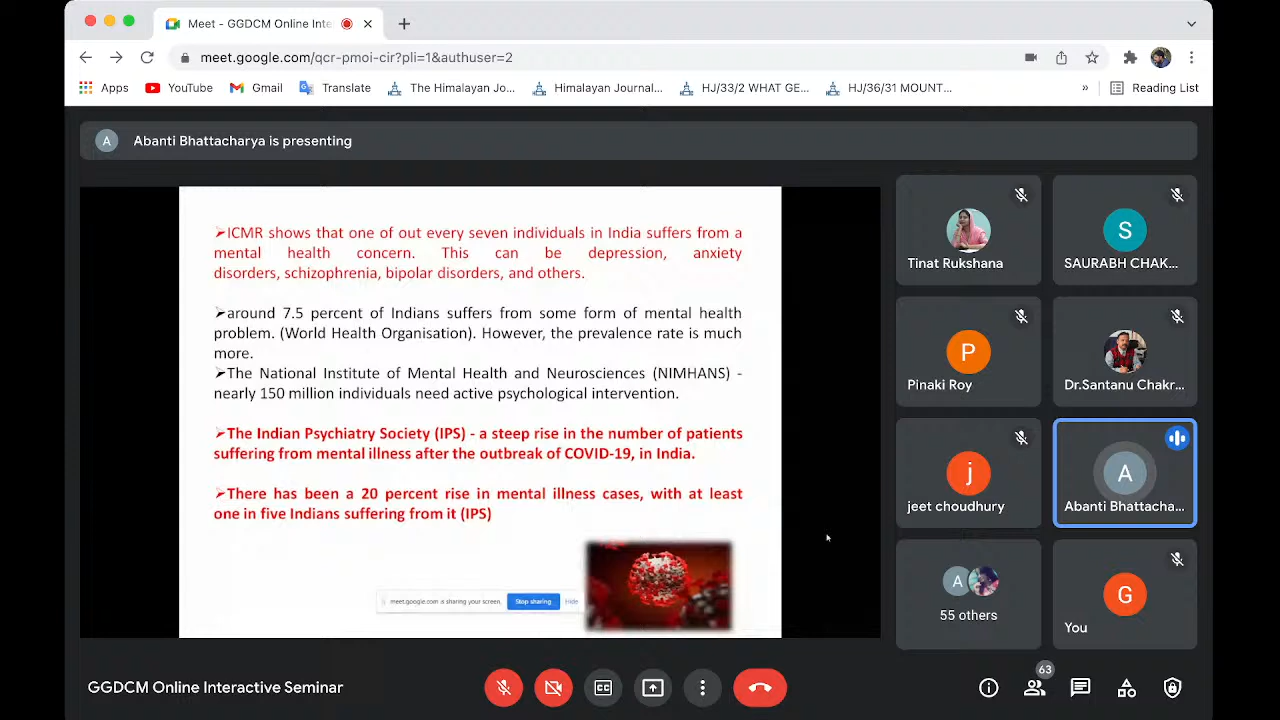 Meet - GGDCM Online Inte
meet.google.com/qcr-pmoi-cir?pli=1&authuser=2
Apps YouTube Gmail Translate The Himalayan Jo... Himalayan Journal... HJ/33/2 WHAT GE... HJ/36/31 MOUNT... » Reading List
A Abanti Bhattacharya is presenting
➢ICMR shows that one of out every seven individuals in India suffers from a
mental health concern. This can be depression, anxiety
disorders, schizophrenia, bipolar disorders, and others.
➢around 7.5 percent of Indians suffers from some form of mental health
problem. (World Health Organisation). However, the prevalence rate is much
more.
➢The National Institute of Mental Health and Neurosciences (NIMHANS) -
nearly 150 million individuals need active psychological intervention.
➢The Indian Psychiatry Society (IPS) - a steep rise in the number of patients
suffering from mental illness after the outbreak of COVID-19, in India.
➢There has been a 20 percent rise in mental illness cases, with at least
one in five Indians suffering from it (IPS)
meet.google.com is sharing your screen. Stop sharing Hide
Tinat Rukshana
S
SAURABH CHAK...
P
Pinaki Roy
Dr.Santanu Chakr...
j
jeet choudhury
A
Abanti Bhattacha...
A
55 others
G
You
GGDCM Online Interactive Seminar
63